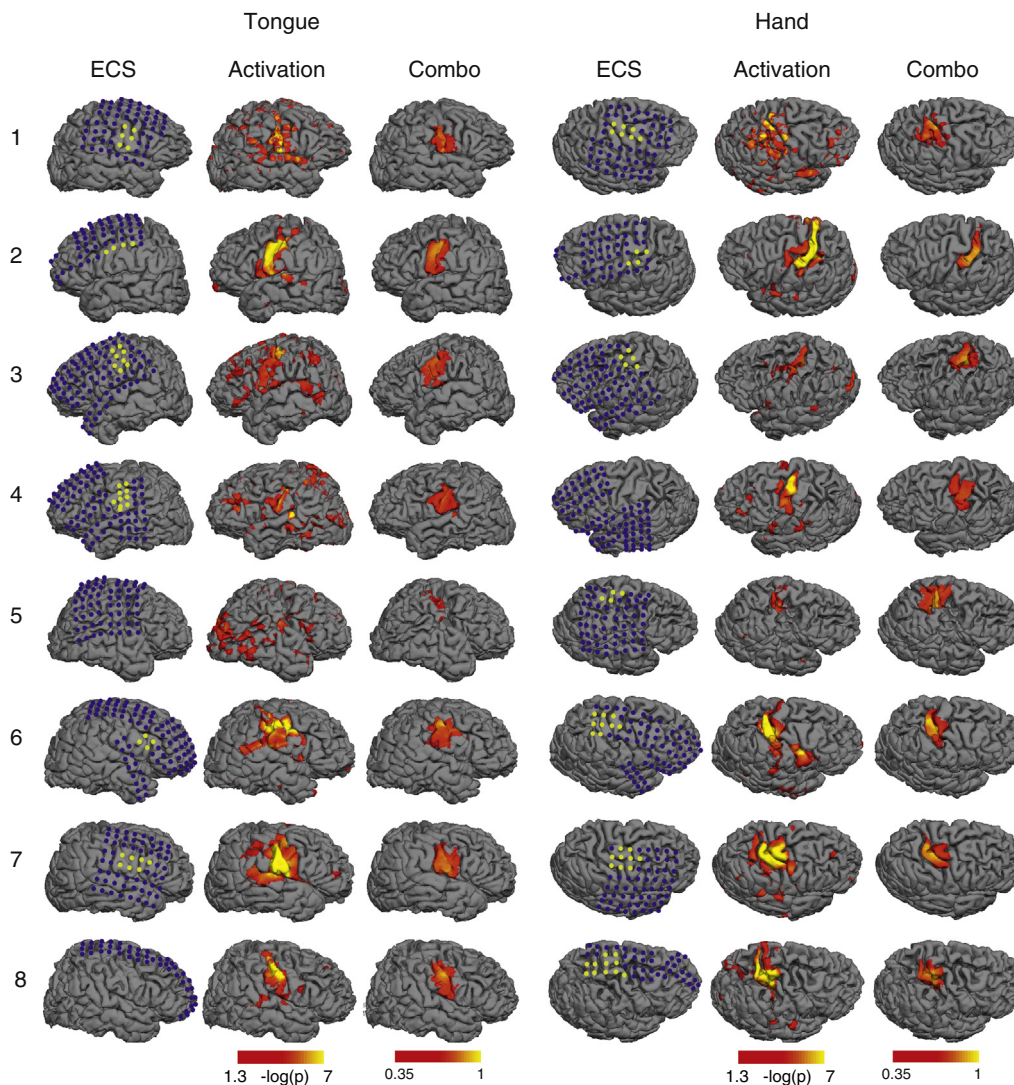 Tongue Hand
ECS Activation Combo ECS Activation Combo
1
2
3
4
5
6
7
8
1.3 -log(p) 7 0.35 1 1.3 -log(p) 7 0.35 1